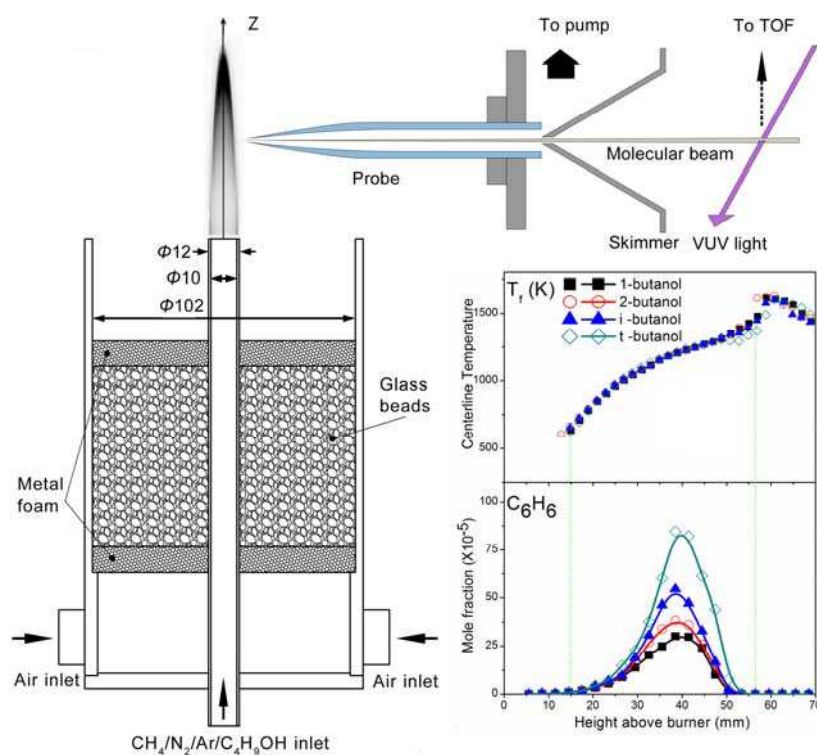 Z
To pump
To TOF
Molecular beam
Probe
Skimmer
VUV light
Φ12
Φ10
Φ102
Glass
beads
Metal
foam
Air inlet
Air inlet
CH₄/N₂/Ar/C₄H₉OH inlet
T_f (K)
1-butanol
2-butanol
i -butanol
t -butanol
Centerline Temperature
1500
1250
750
500
C₆H₆
Mole fraction (X10⁻⁵)
100
75
50
25
0
0 10 20 30 40 50 60 70
Height above burner (mm)